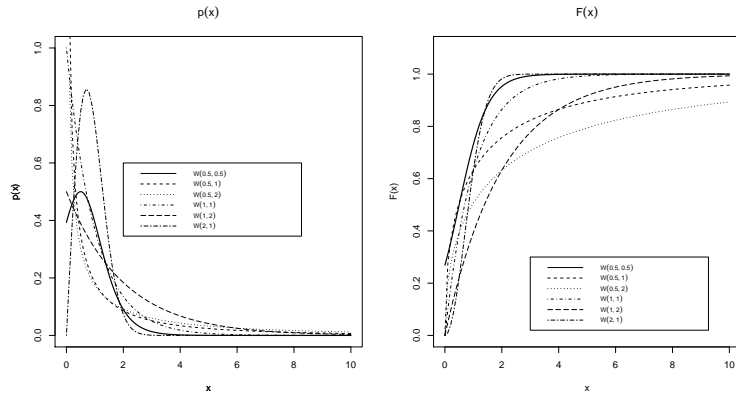 p(x)
1.0
0.8
0.6
0.4
0.2
0.0
p(x)
W(0.5, 0.5)
W(0.5, 1)
W(0.5, 2)
W(1, 1)
W(1, 2)
W(2, 1)
0 2 4 6 8 10
x
F(x)
1.0
0.8
0.6
0.4
0.2
0.0
F(x)
W(0.5, 0.5)
W(0.5, 1)
W(0.5, 2)
W(1, 1)
W(1, 2)
W(2, 1)
0 2 4 6 8 10
x